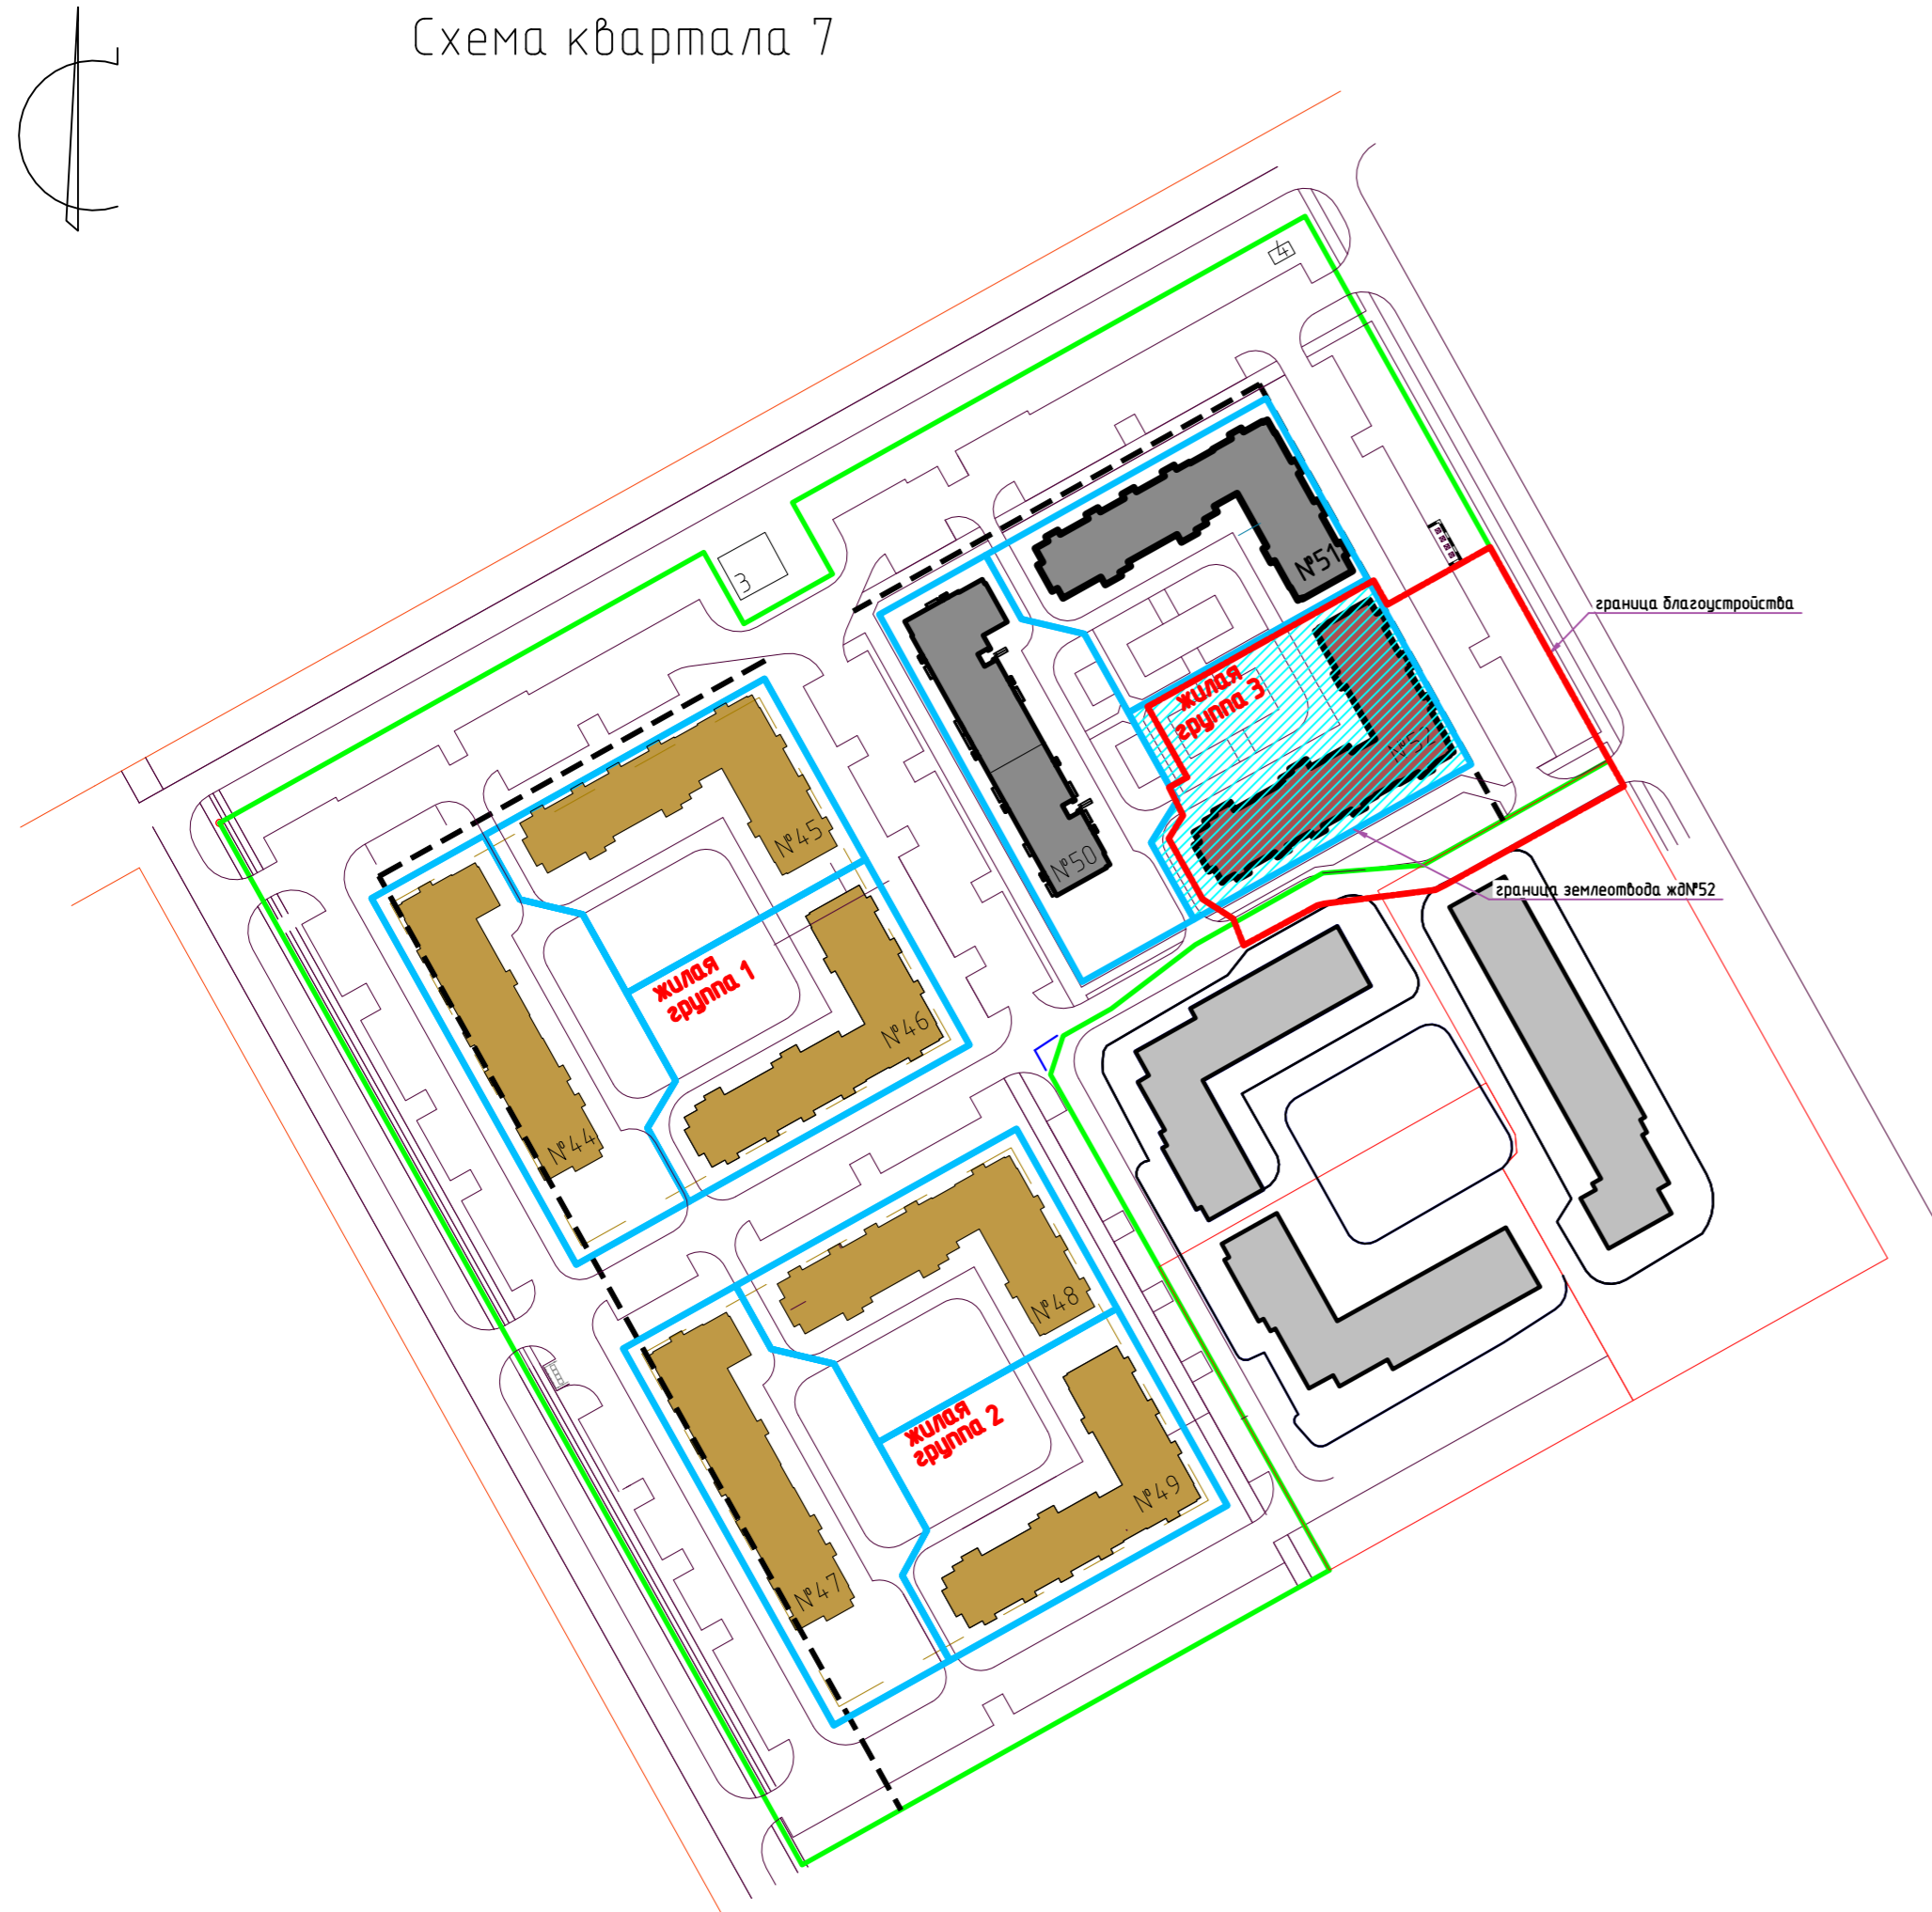 Схема квартала 7
4
3
№51
граница благоустройства
жилая
группа 3
№52
№45
№50
граница землеотвода жд№52
жилая
группа 1
№46
№44
№48
жилая
группа 2
№49
№47